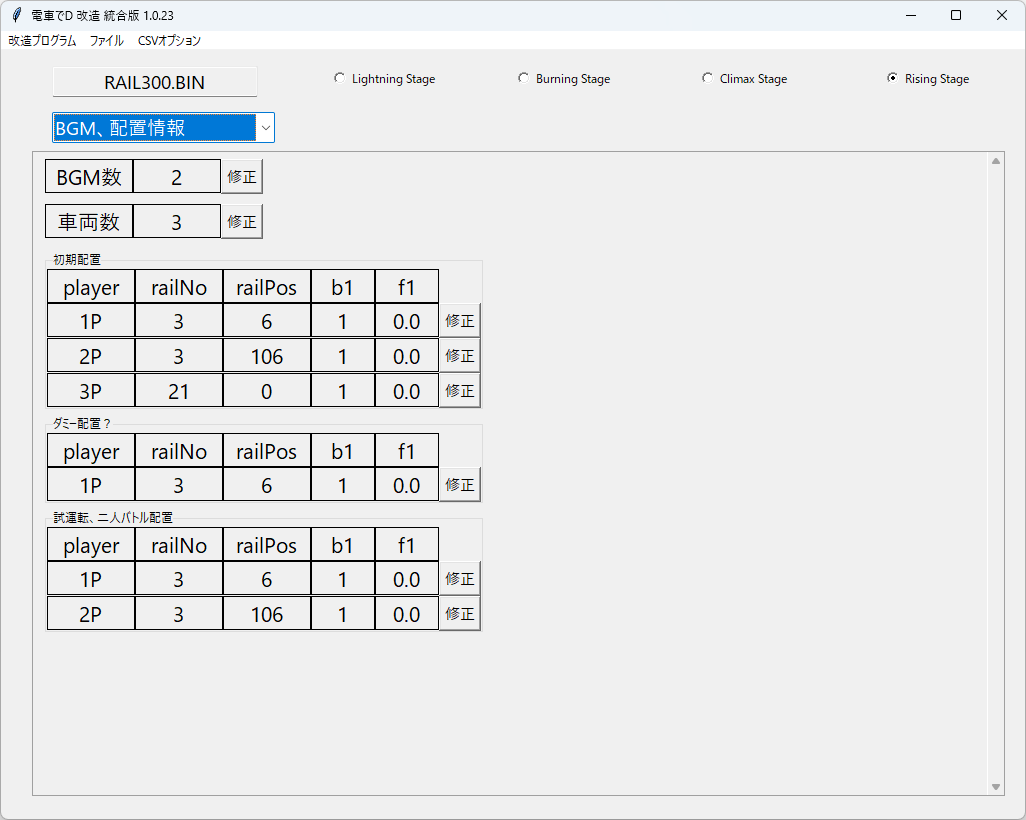 電車でD 改造 統合版 1.0.23
改造プログラム ファイル CSVオプション
RAIL300.BIN Lightning Stage Burning Stage Climax Stage Rising Stage
BGM、配置情報
BGM数 2 修正
車両数 3 修正
初期配置
player railNo railPos b1 f1
1P 3 6 1 0.0 修正
2P 3 106 1 0.0 修正
3P 21 0 1 0.0 修正
ダミー配置？
player railNo railPos b1 f1
1P 3 6 1 0.0 修正
試運転、二人バトル配置
player railNo railPos b1 f1
1P 3 6 1 0.0 修正
2P 3 106 1 0.0 修正